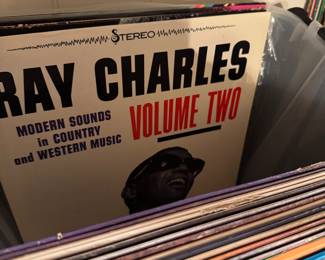 STEREO
RAY CHARLES
MODERN SOUNDS
in COUNTRY
and WESTERN MUSIC
VOLUME TWO